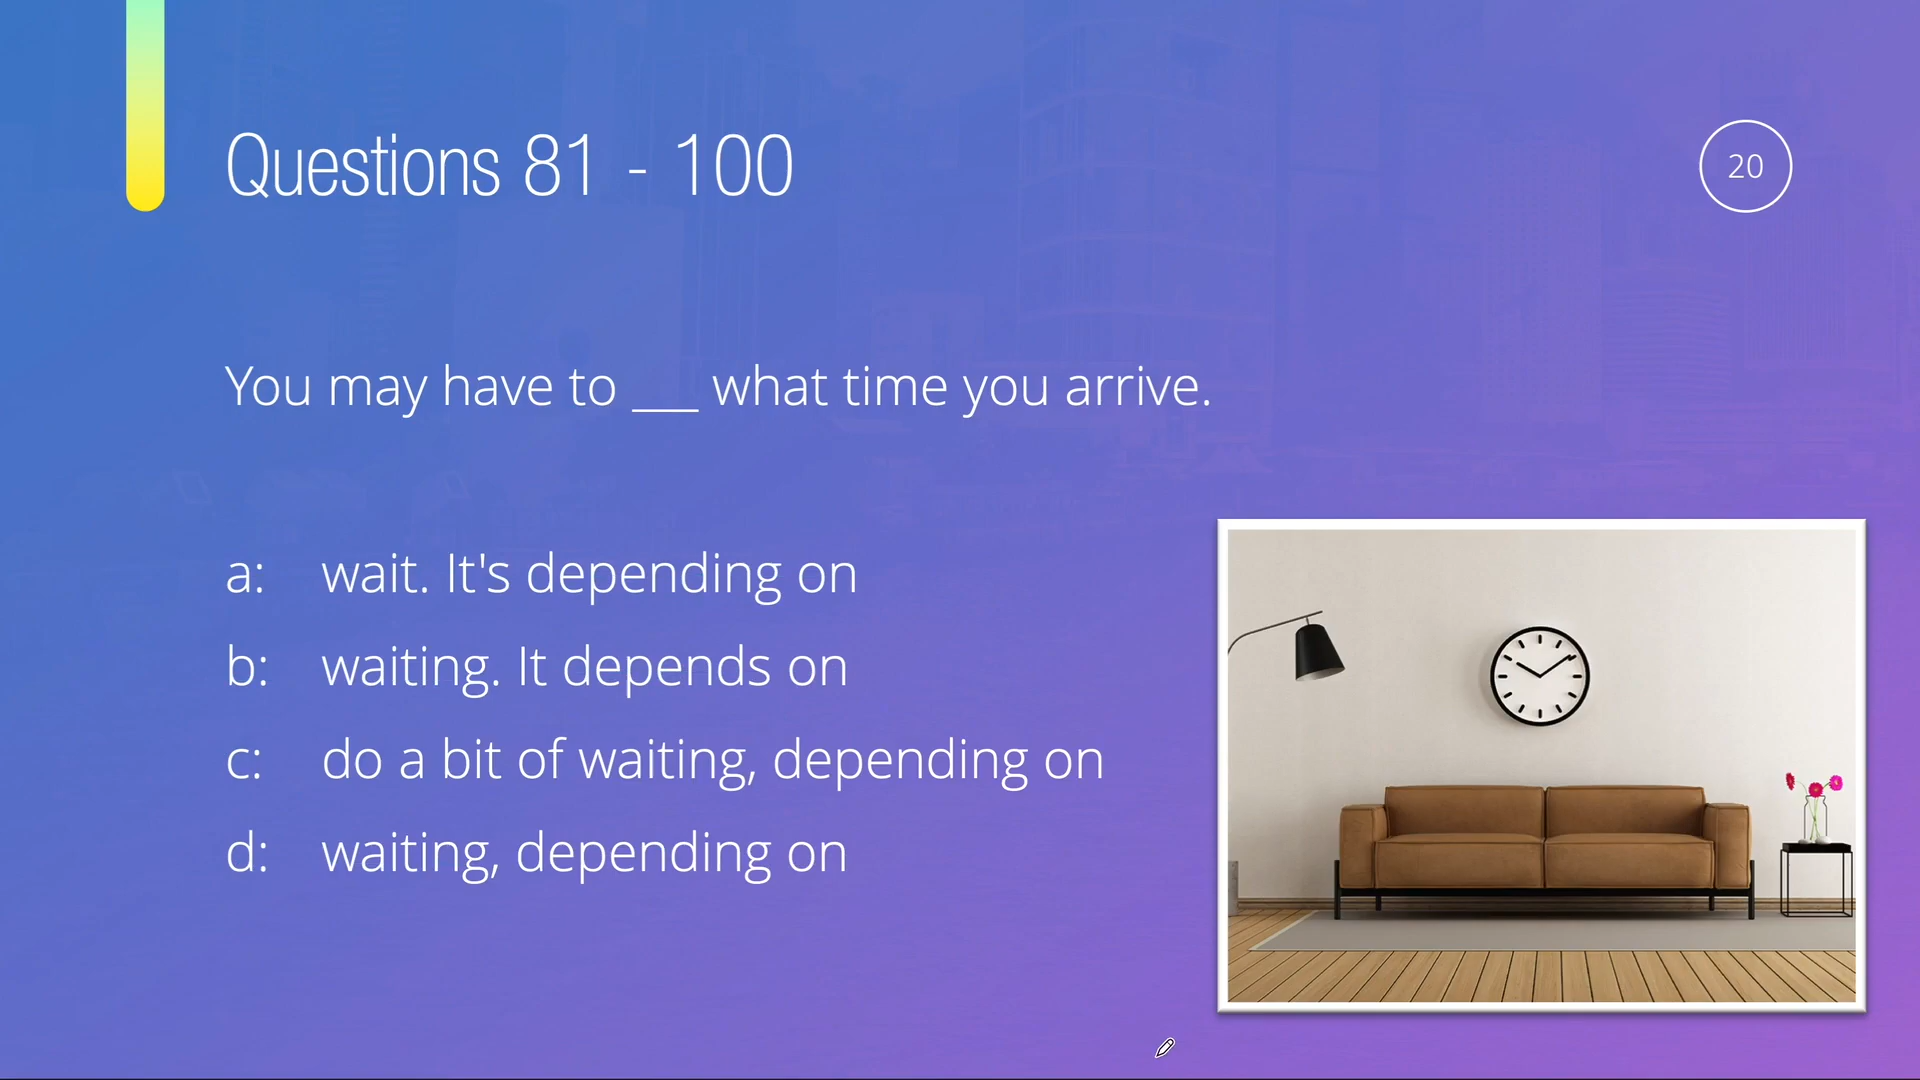 Questions 81 - 100
20
You may have to ___ what time you arrive.
a: wait. It's depending on
b: waiting. It depends on
c: do a bit of waiting, depending on
d: waiting, depending on